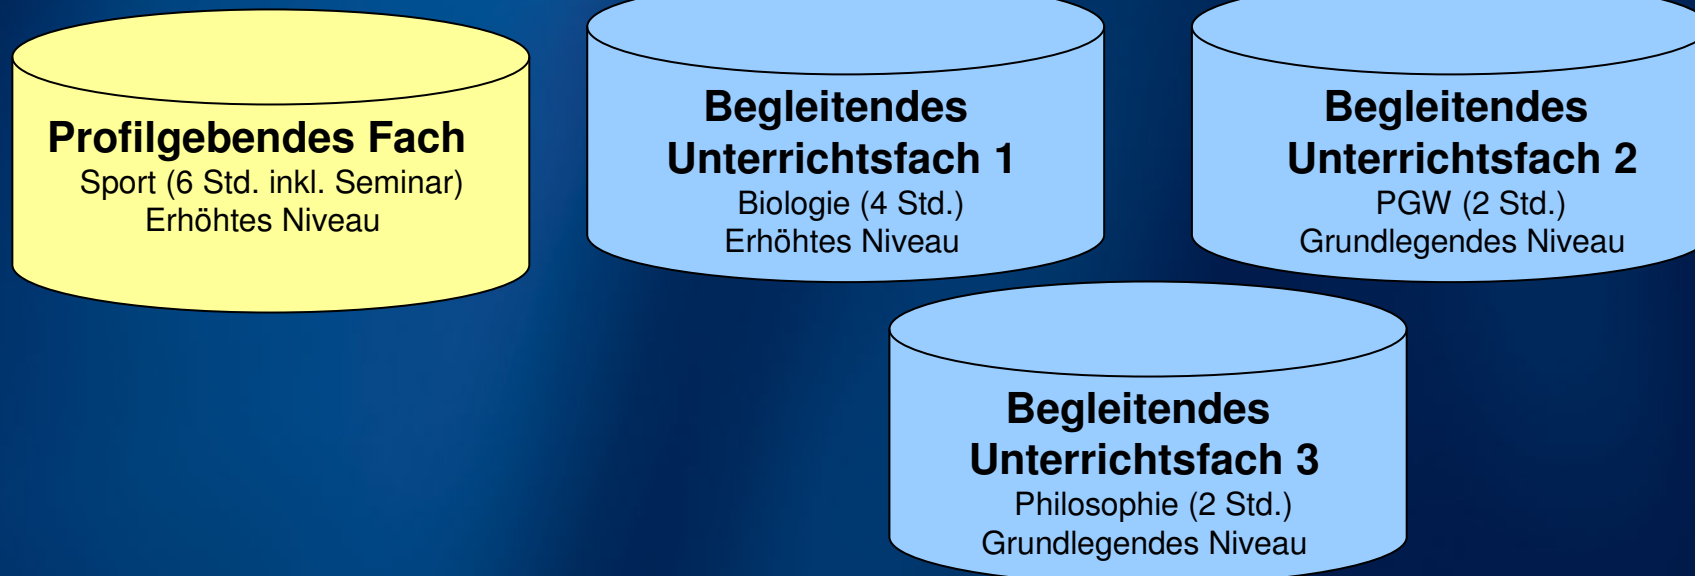 Profilgebendes Fach
Sport (6 Std. inkl. Seminar)
Erhöhtes Niveau
Begleitendes
Unterrichtsfach 1
Biologie (4 Std.)
Erhöhtes Niveau
Begleitendes
Unterrichtsfach 2
PGW (2 Std.)
Grundlegendes Niveau
Begleitendes
Unterrichtsfach 3
Philosophie (2 Std.)
Grundlegendes Niveau